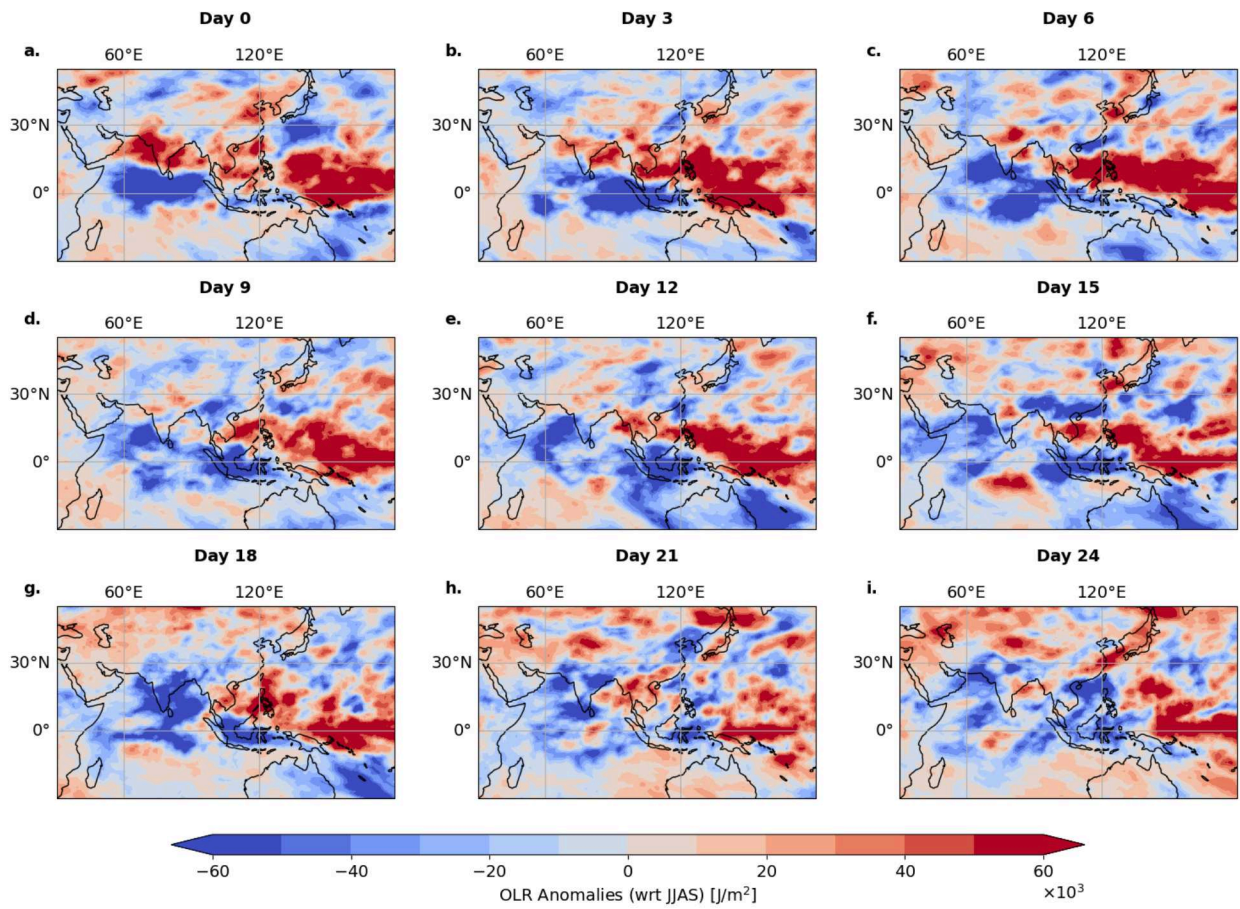 Day 0
Day 3
Day 6
a. 60°E 120°E
b. 60°E 120°E
c. 60°E 120°E
30°N 30°N 30°N
0° 0° 0°
Day 9
Day 12
Day 15
d. 60°E 120°E
e. 60°E 120°E
f. 60°E 120°E
30°N 30°N 30°N
0° 0° 0°
Day 18
Day 21
Day 24
g. 60°E 120°E
h. 60°E 120°E
i. 60°E 120°E
30°N 30°N 30°N
0° 0° 0°
−60 −40 −20 0 20 40 60
OLR Anomalies (wrt JJAS) [J/m²]
×10³